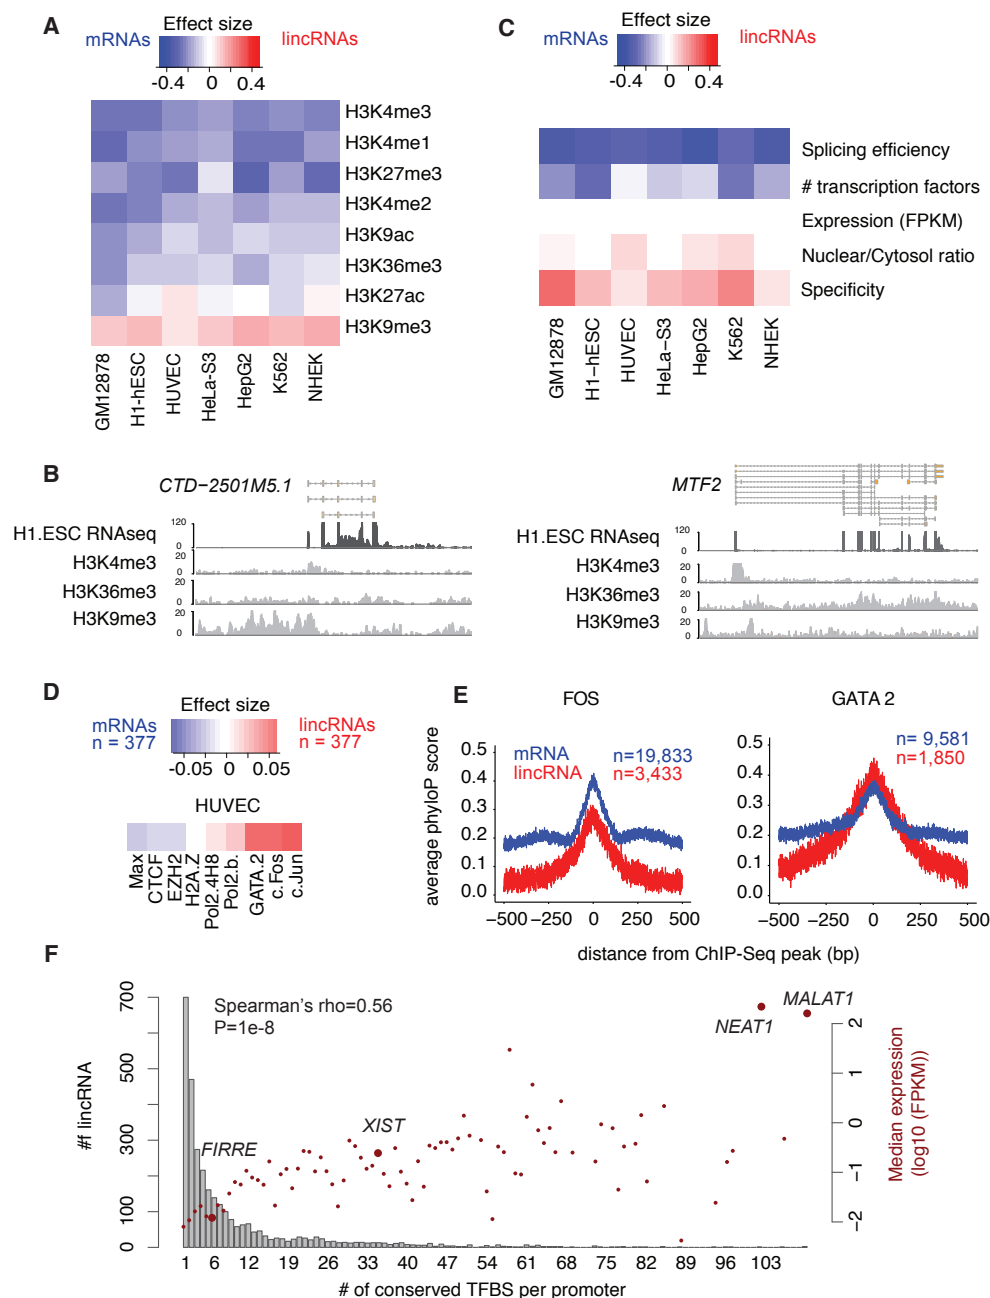 A
Effect size
mRNAs
lincRNAs
-0.4 0 0.4
H3K4me3
H3K4me1
H3K27me3
H3K4me2
H3K9ac
H3K36me3
H3K27ac
H3K9me3
GM12878
H1-hESC
HUVEC
HeLa-S3
HepG2
K562
NHEK
C
Effect size
mRNAs
lincRNAs
-0.4 0 0.4
Splicing efficiency
# transcription factors
Expression (FPKM)
Nuclear/Cytosol ratio
Specificity
GM12878
H1-hESC
HUVEC
HeLa-S3
HepG2
K562
NHEK
B
CTD-2501M5.1
H1.ESC RNAseq
120
0
H3K4me3
20
0
H3K36me3
20
0
H3K9me3
20
0
MTF2
H1.ESC RNAseq
120
0
H3K4me3
20
0
H3K36me3
20
0
H3K9me3
20
0
D
Effect size
mRNAs
n = 377
lincRNAs
n = 377
-0.05 0 0.05
HUVEC
Max
CTCF
EZH2
H2A.Z
Pol2.4H8
Pol2.b.
GATA.2
c.Fos
c.Jun
E
FOS
average phyloP score
0.5
0.4
0.3
0.2
0.1
0.0
mRNA n=19,833
lincRNA n=3,433
-500 -250 0 250 500
GATA 2
0.5
0.4
0.3
0.2
0.1
0.0
n= 9,581
n=1,850
-500 -250 0 250 500
distance from ChIP-Seq peak (bp)
F
#f lincRNA
700
500
300
100
0
Spearman's rho=0.56
P=1e-8
FIRRE
XIST
NEAT1
MALAT1
2
1
0
-1
-2
Median expression
(log10 (FPKM))
1 6 12 19 26 33 40 47 54 61 68 75 82 89 96 103
# of conserved TFBS per promoter